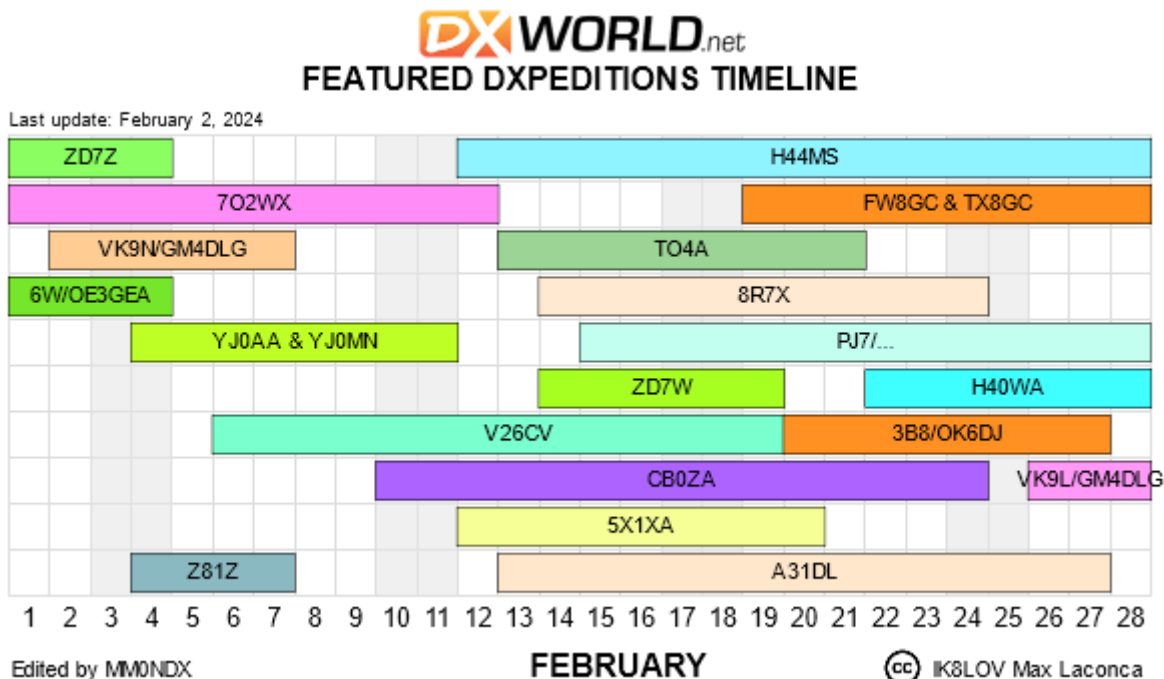 DX WORLD.net
FEATURED DXPEDITIONS TIMELINE
Last update: February 2, 2024
ZD7Z H44MS
7O2WX FW8GC & TX8GC
VK9N/GM4DLG TO4A
6W/OE3GEA 8R7X
YJ0AA & YJ0MN PJ7/...
ZD7W H40WA
V26CV 3B8/OK6DJ
CB0ZA VK9L/GM4DLG
5X1XA
Z81Z A31DL
1 2 3 4 5 6 7 8 9 10 11 12 13 14 15 16 17 18 19 20 21 22 23 24 25 26 27 28
Edited by MM0NDX FEBRUARY (cc) IK8LOV Max Laconca